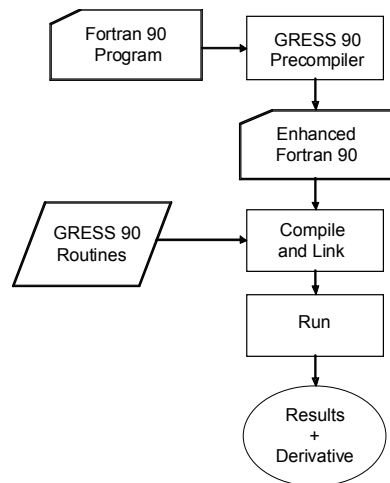 Fortran 90
Program
GRESS 90
Precompiler
Enhanced
Fortran 90
GRESS 90
Routines
Compile
and Link
Run
Results
+
Derivative